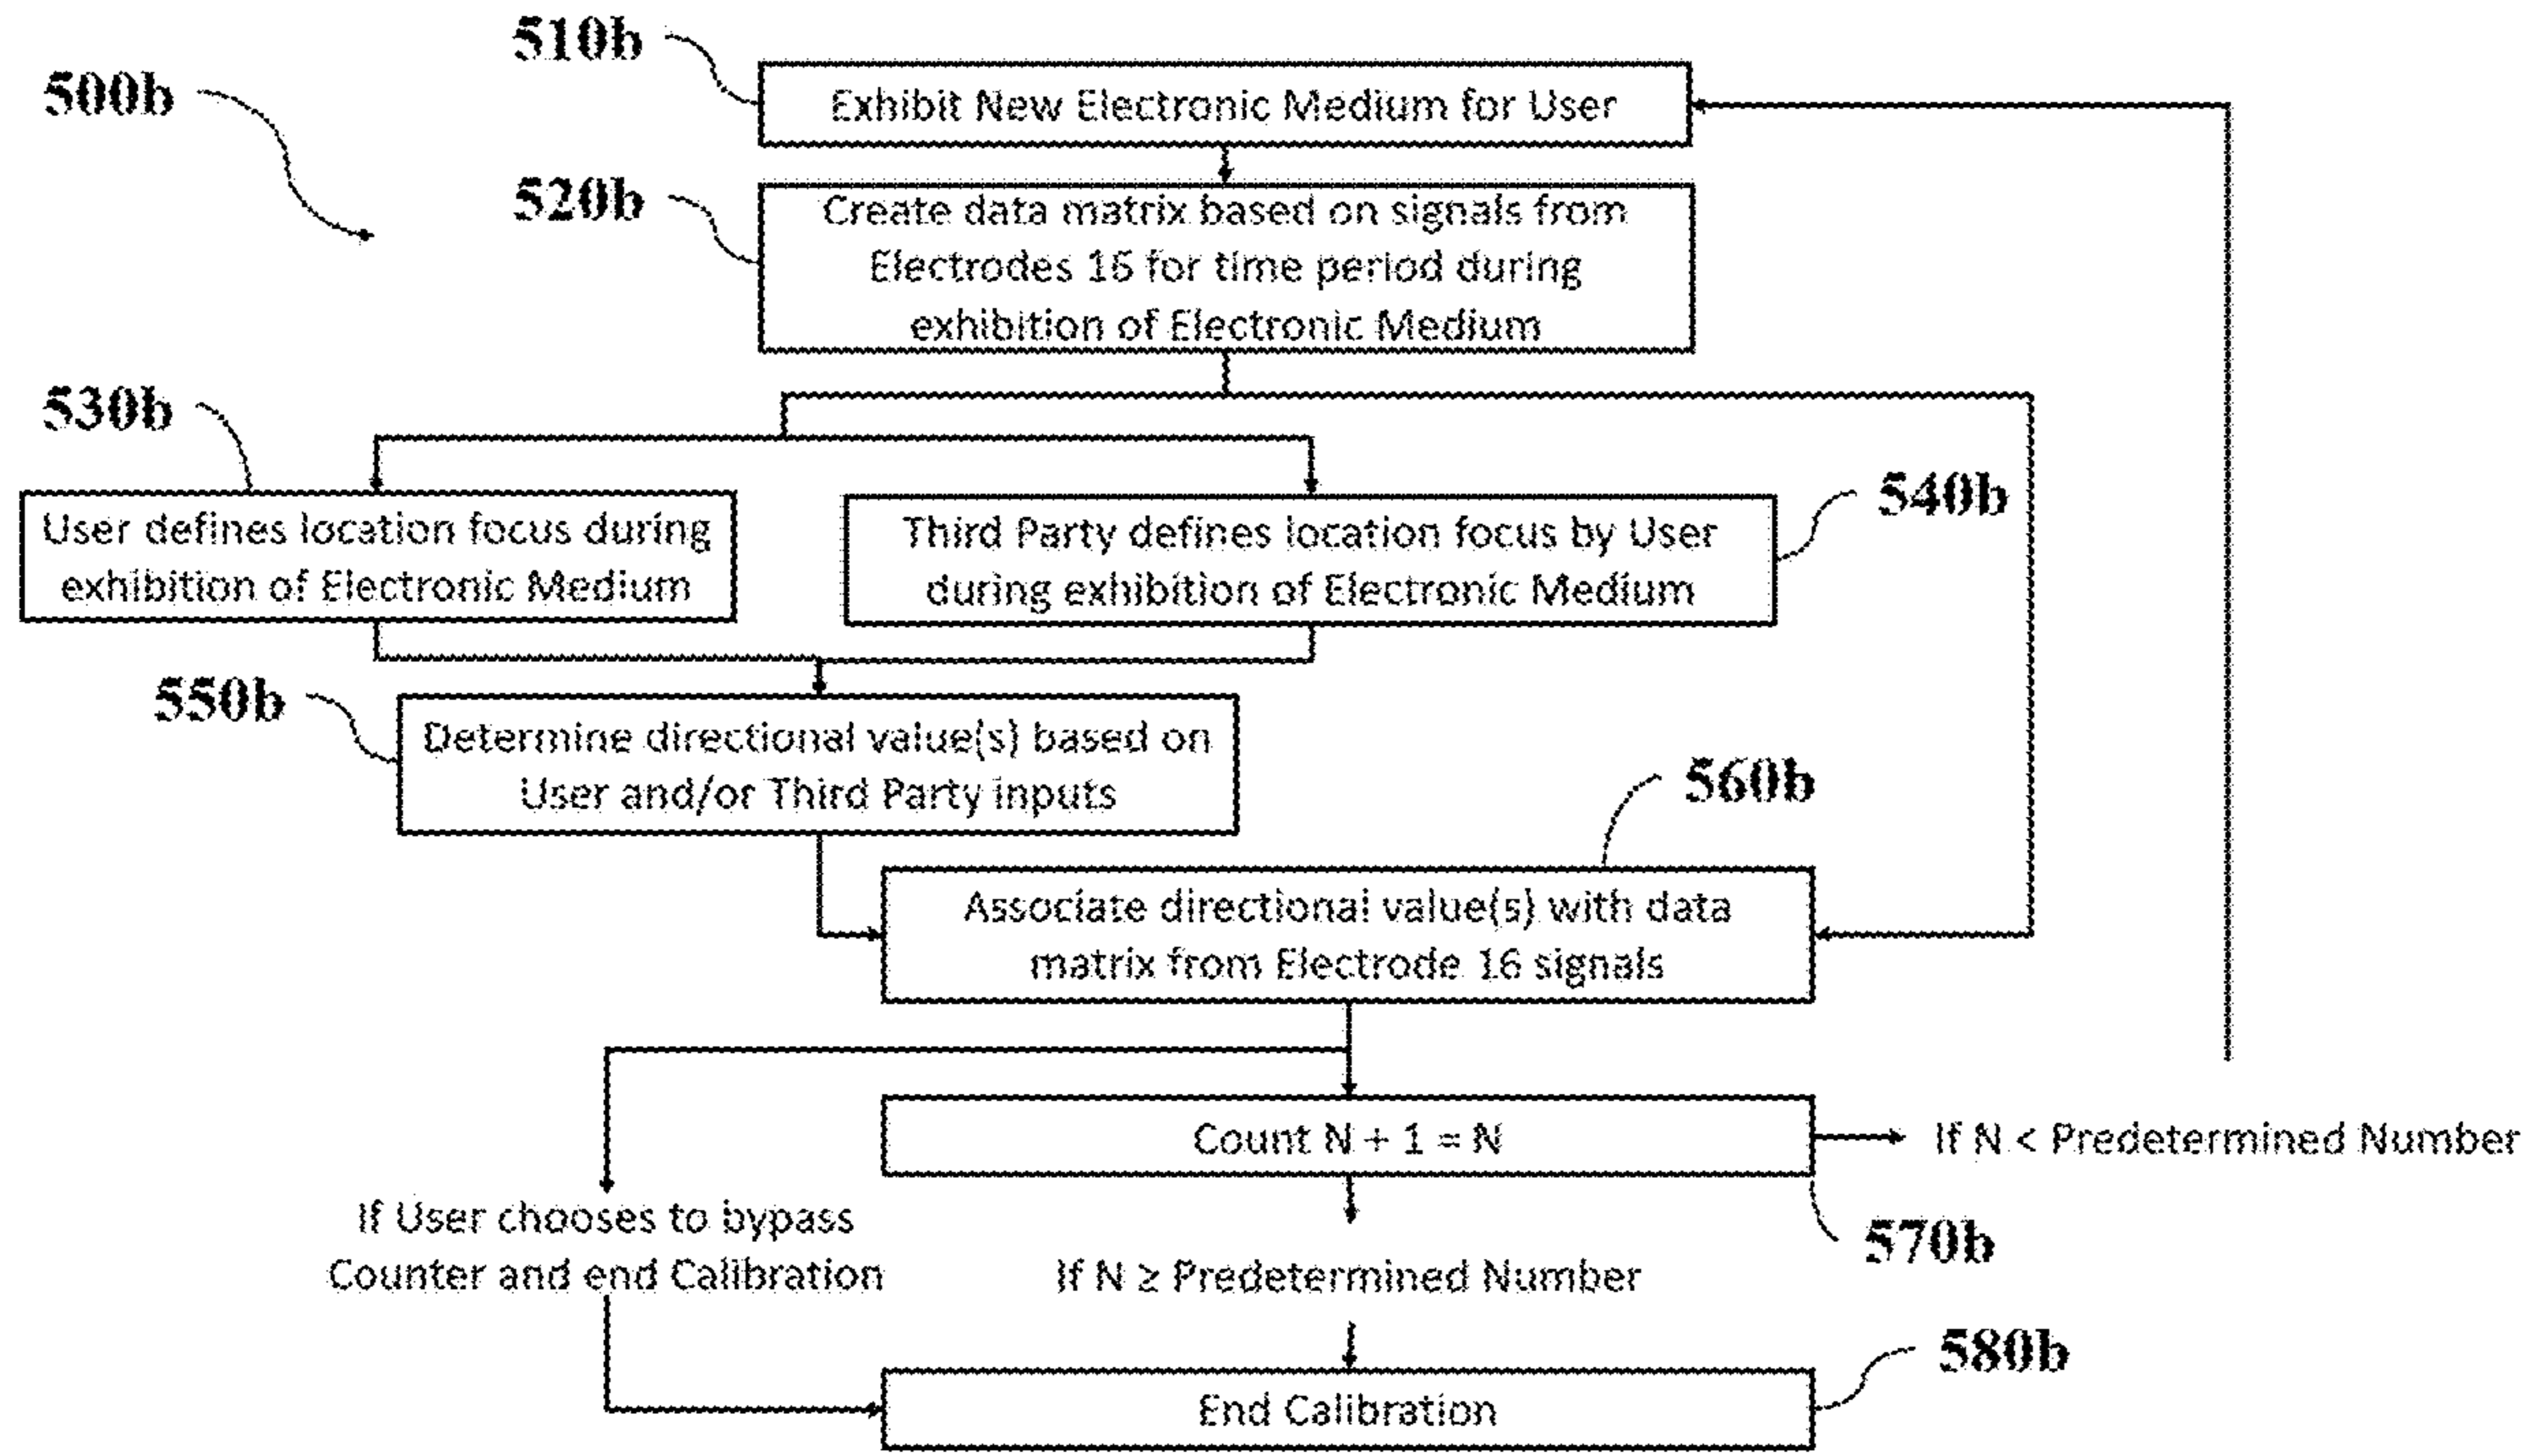 510b
500b
Exhibit New Electronic Medium for User
520b
Create data matrix based on signals from
Electrodes 16 for time period during
exhibition of Electronic Medium
530b
540b
User defines location focus during
exhibition of Electronic Medium
Third Party defines location focus by User
during exhibition of Electronic Medium
550b
Determine directional value(s) based on
User and/or Third Party inputs
560b
Associate directional value(s) with data
matrix from Electrode 16 signals
Count N + 1 = N
If N < Predetermined Number
If User chooses to bypass
Counter and end Calibration
570b
If N ≥ Predetermined Number
580b
End Calibration